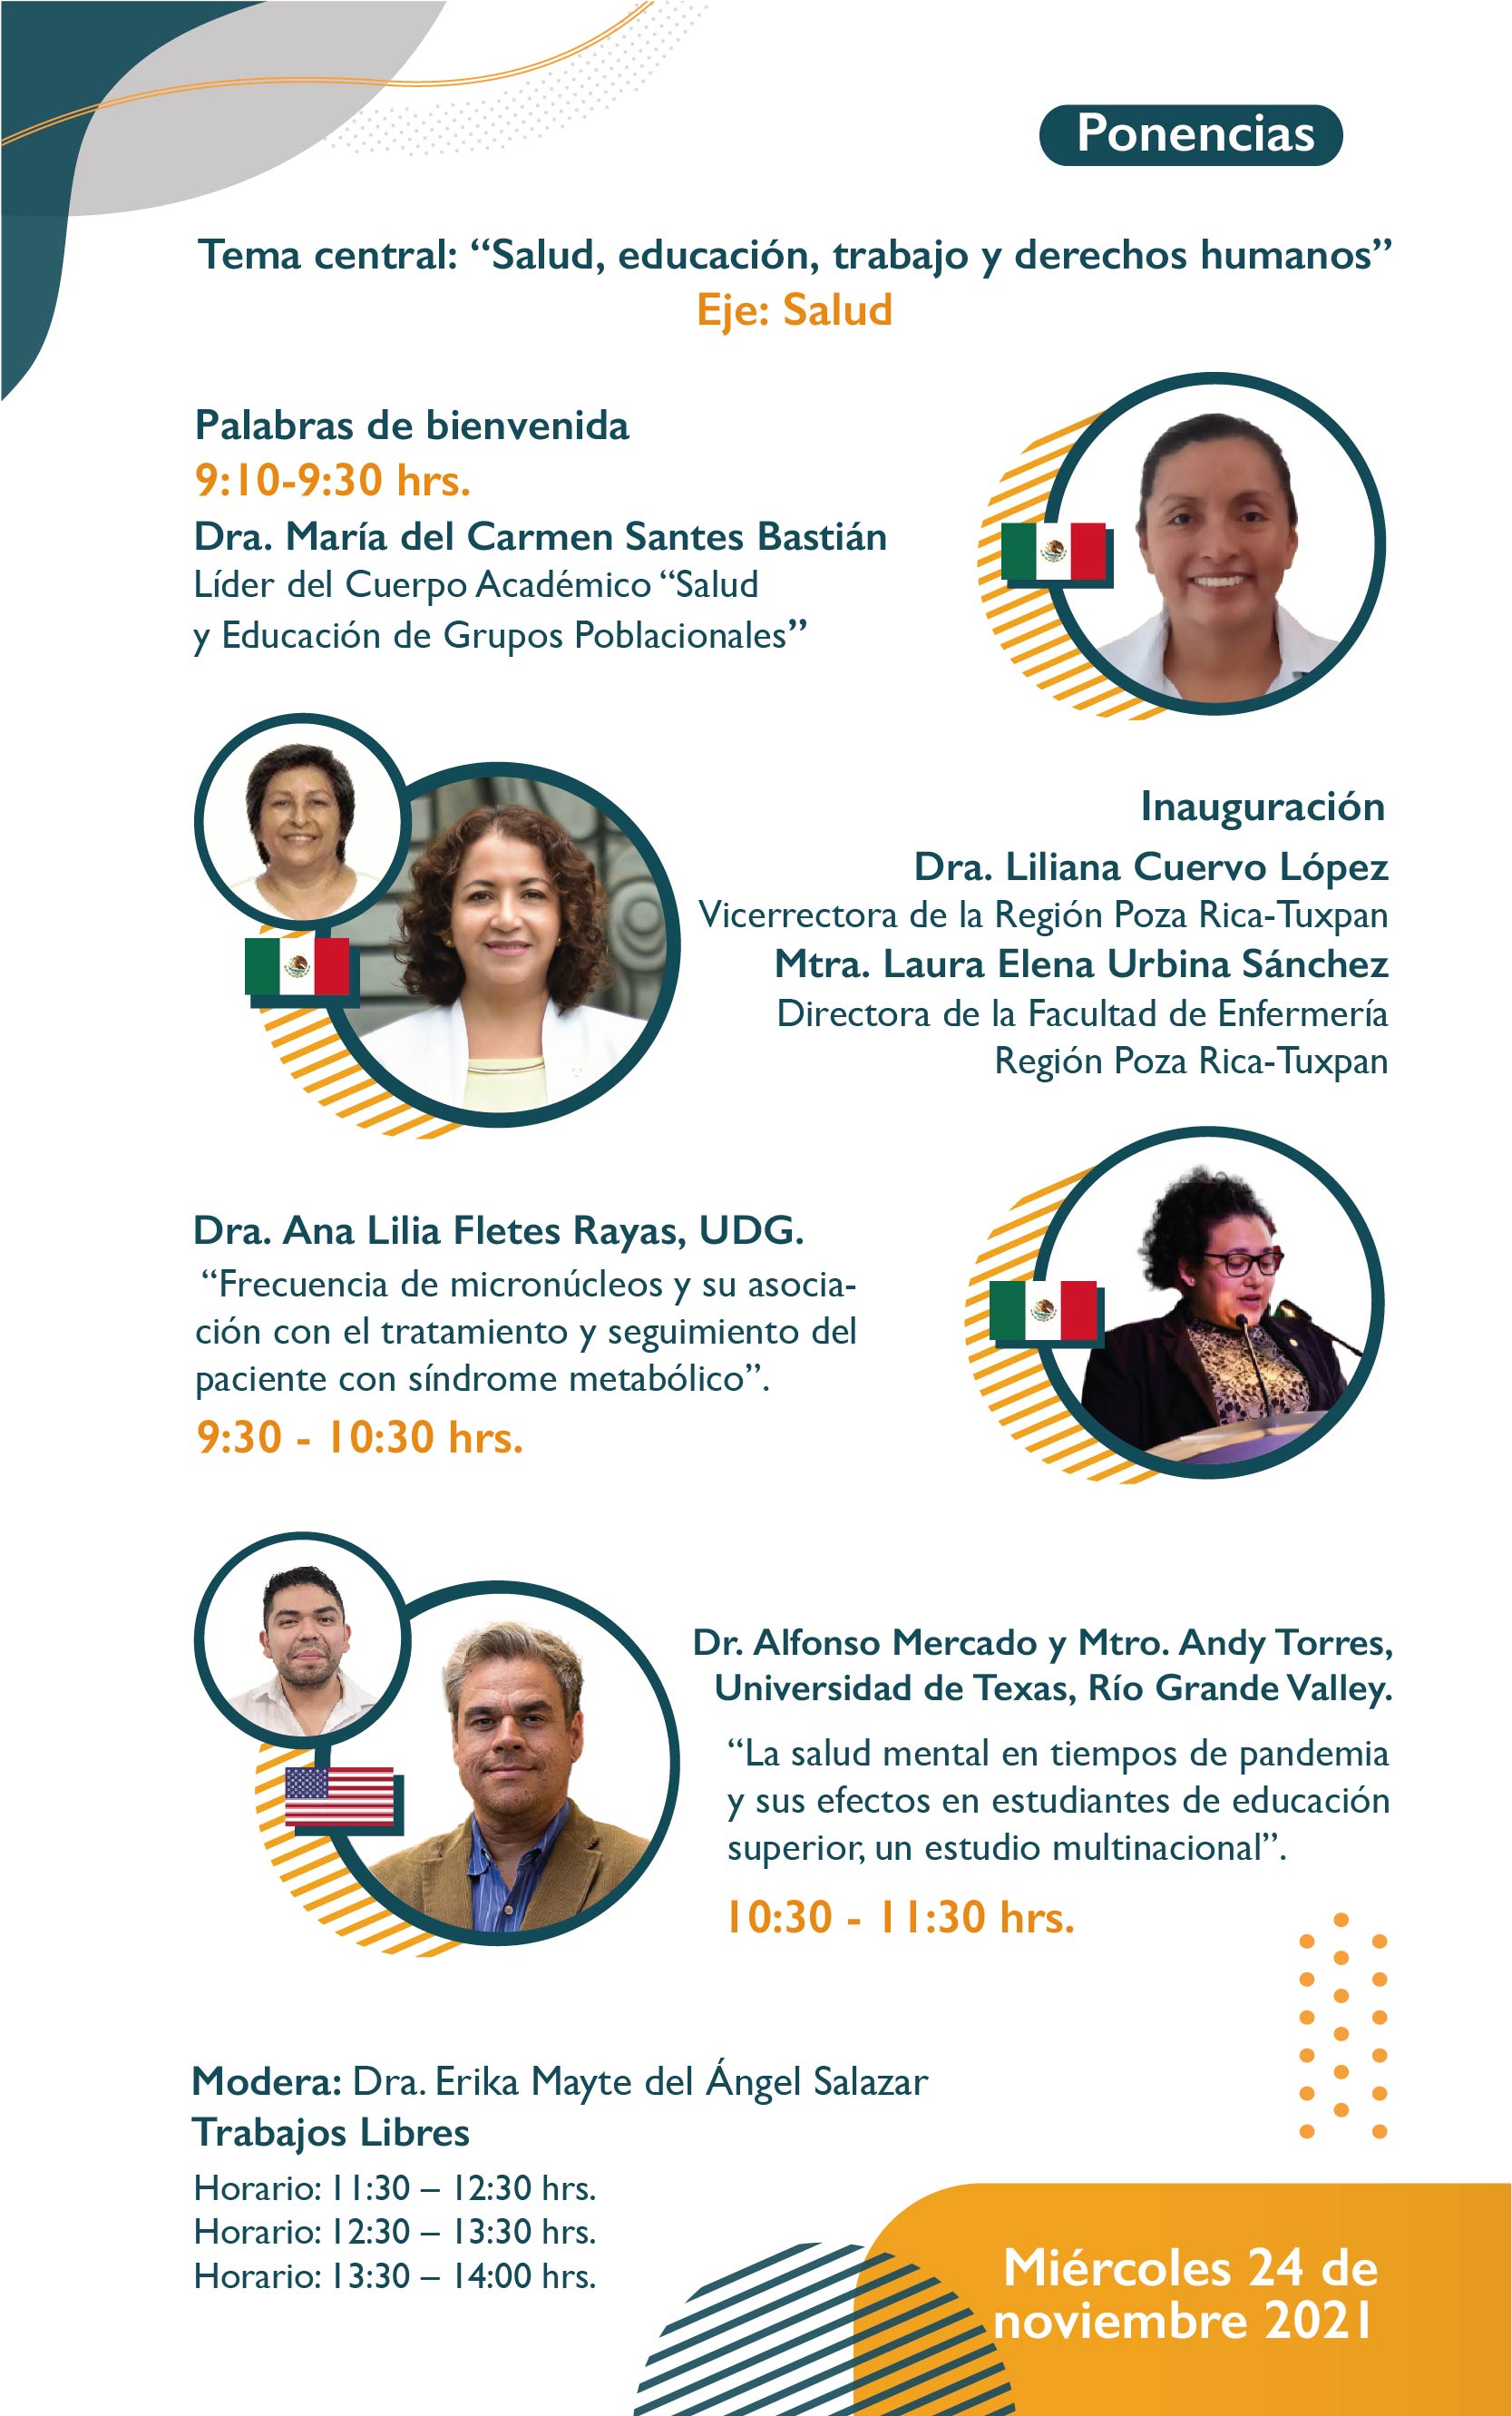 Ponencias
Tema central: “Salud, educación, trabajo y derechos humanos”
Eje: Salud
Palabras de bienvenida
9:10-9:30 hrs.
Dra. María del Carmen Santes Bastián
Líder del Cuerpo Académico “Salud
y Educación de Grupos Poblacionales”
Inauguración
Dra. Liliana Cuervo López
Vicerrectora de la Región Poza Rica-Tuxpan
Mtra. Laura Elena Urbina Sánchez
Directora de la Facultad de Enfermería
Región Poza Rica-Tuxpan
Dra. Ana Lilia Fletes Rayas, UDG.
“Frecuencia de micronúcleos y su asocia-
ción con el tratamiento y seguimiento del
paciente con síndrome metabólico”.
9:30 - 10:30 hrs.
Dr. Alfonso Mercado y Mtro. Andy Torres,
Universidad de Texas, Río Grande Valley.
“La salud mental en tiempos de pandemia
y sus efectos en estudiantes de educación
superior, un estudio multinacional”.
10:30 - 11:30 hrs.
Modera: Dra. Erika Mayte del Ángel Salazar
Trabajos Libres
Horario: 11:30 – 12:30 hrs.
Horario: 12:30 – 13:30 hrs.
Horario: 13:30 – 14:00 hrs.
Miércoles 24 de
noviembre 2021